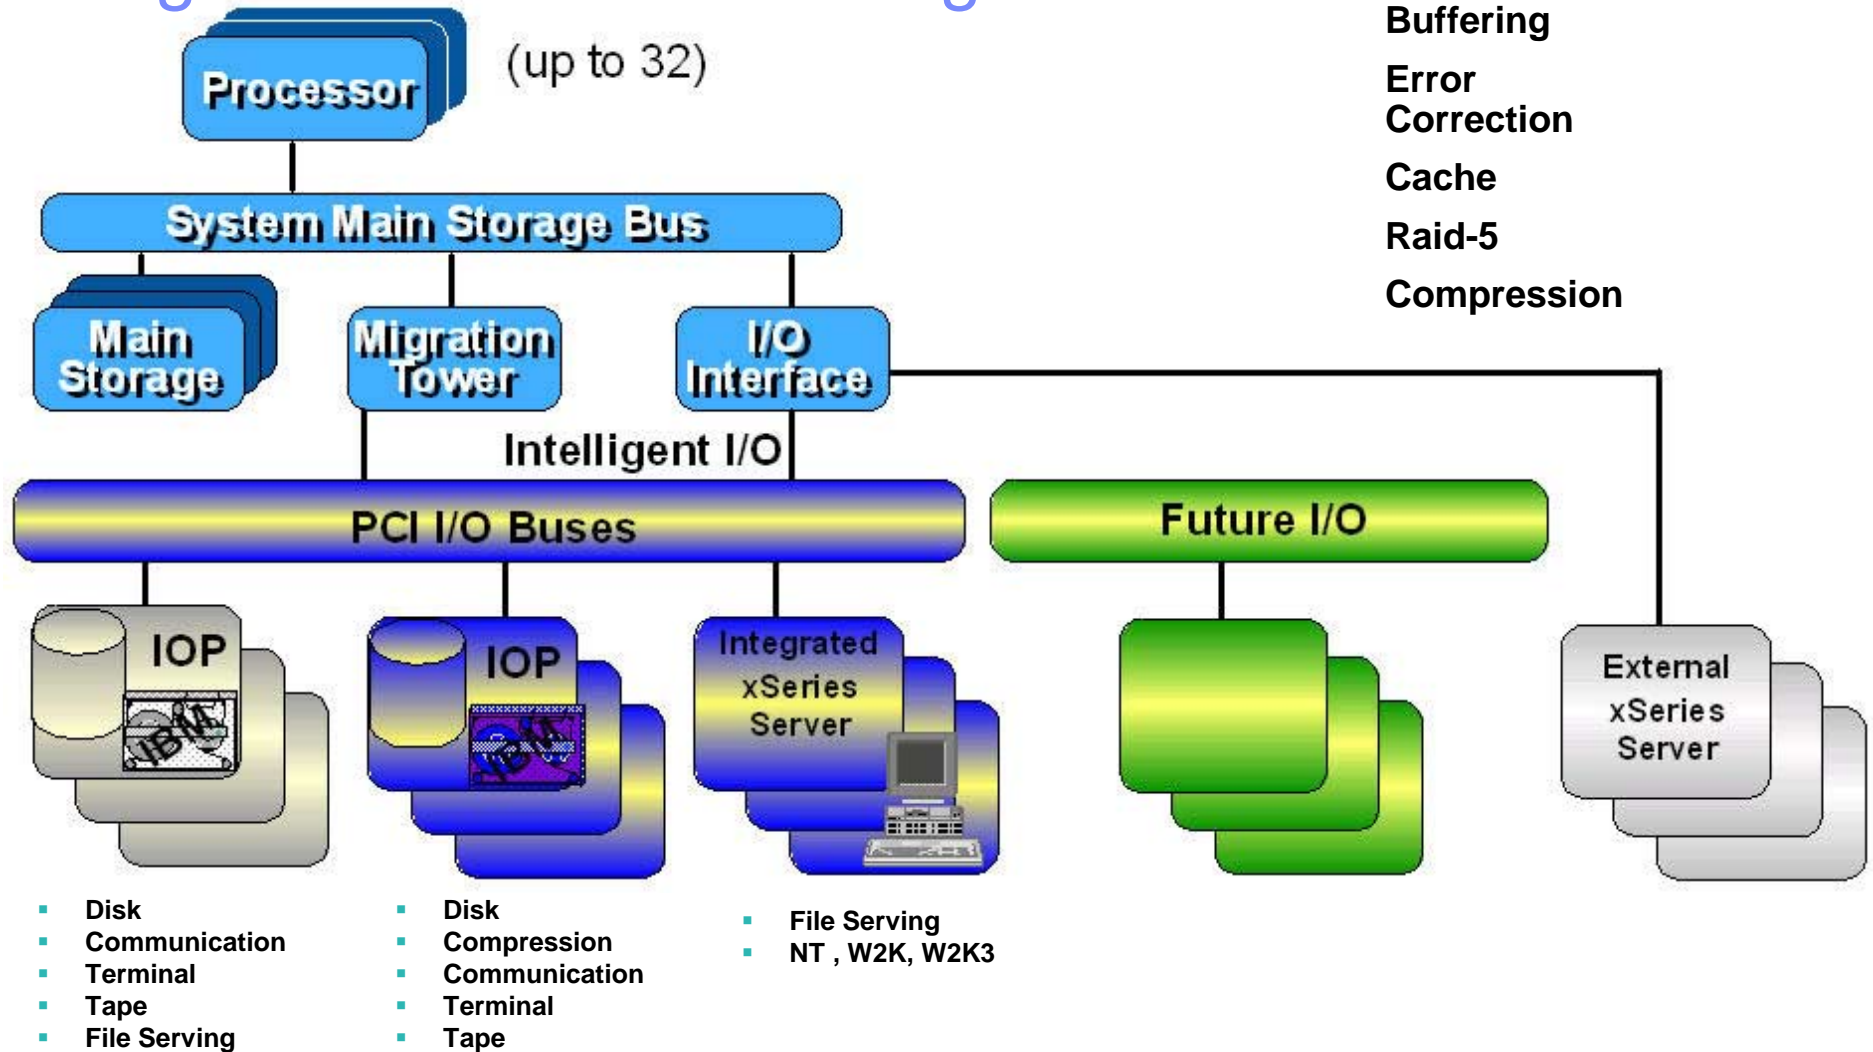 Processor
(up to 32)
Buffering
Error
Correction
Cache
Raid-5
Compression
System Main Storage Bus
Main
Storage
Migration
Tower
I/O
Interface
Intelligent I/O
PCI I/O Buses
Future I/O
IOP
IBM
IOP
IBM
Integrated
xSeries
Server
External
xSeries
Server
▪ Disk
▪ Communication
▪ Terminal
▪ Tape
▪ File Serving
▪ Disk
▪ Compression
▪ Communication
▪ Terminal
▪ Tape
▪ File Serving
▪ NT , W2K, W2K3